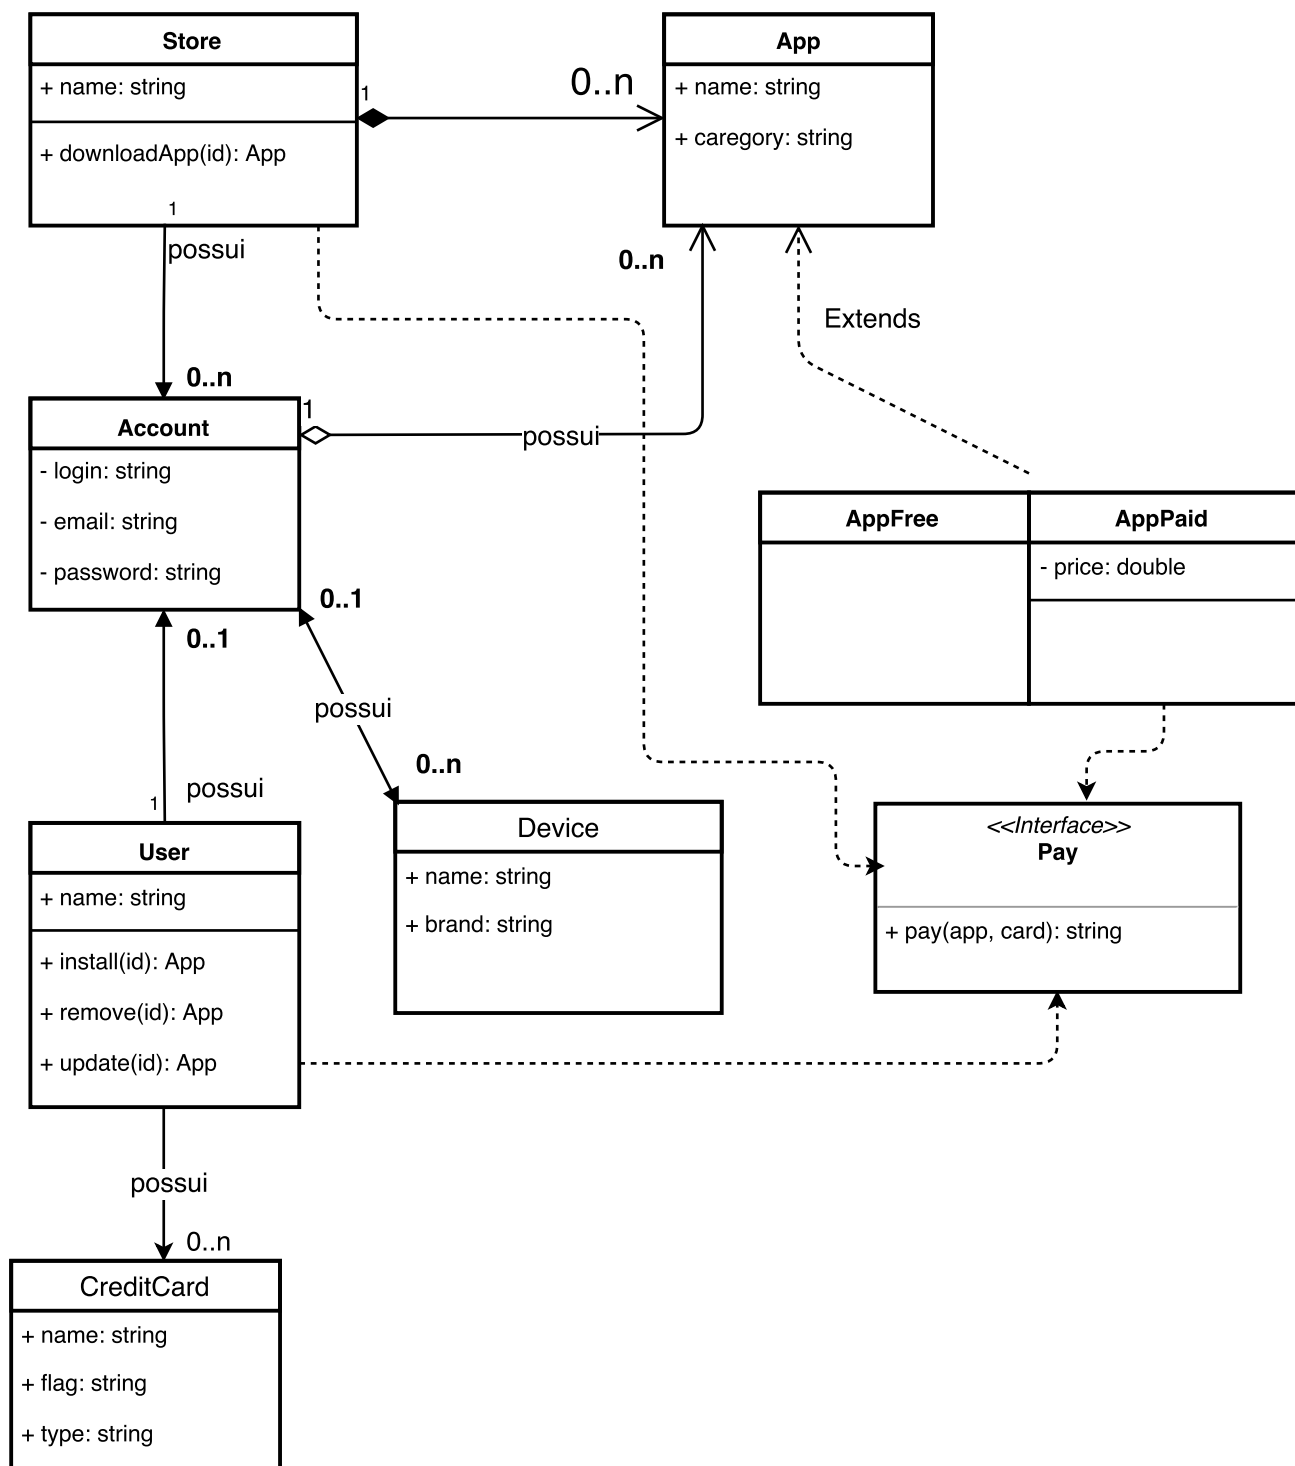 Store
+ name: string
+ downloadApp(id): App
1
0..n
App
+ name: string
+ caregory: string
1
possui
0..n
0..n
Extends
Account
- login: string
- email: string
- password: string
1
possui
AppFree
AppPaid
- price: double
0..1
0..1
possui
0..n
possui
1
User
+ name: string
+ install(id): App
+ remove(id): App
+ update(id): App
Device
+ name: string
+ brand: string
<<Interface>>
Pay
+ pay(app, card): string
possui
0..n
CreditCard
+ name: string
+ flag: string
+ type: string